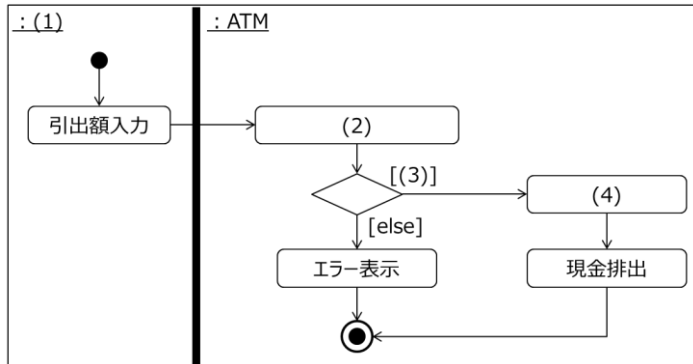 : (1)
: ATM
引出額入力
(2)
[(3)]
(4)
[else]
エラー表示
現金排出